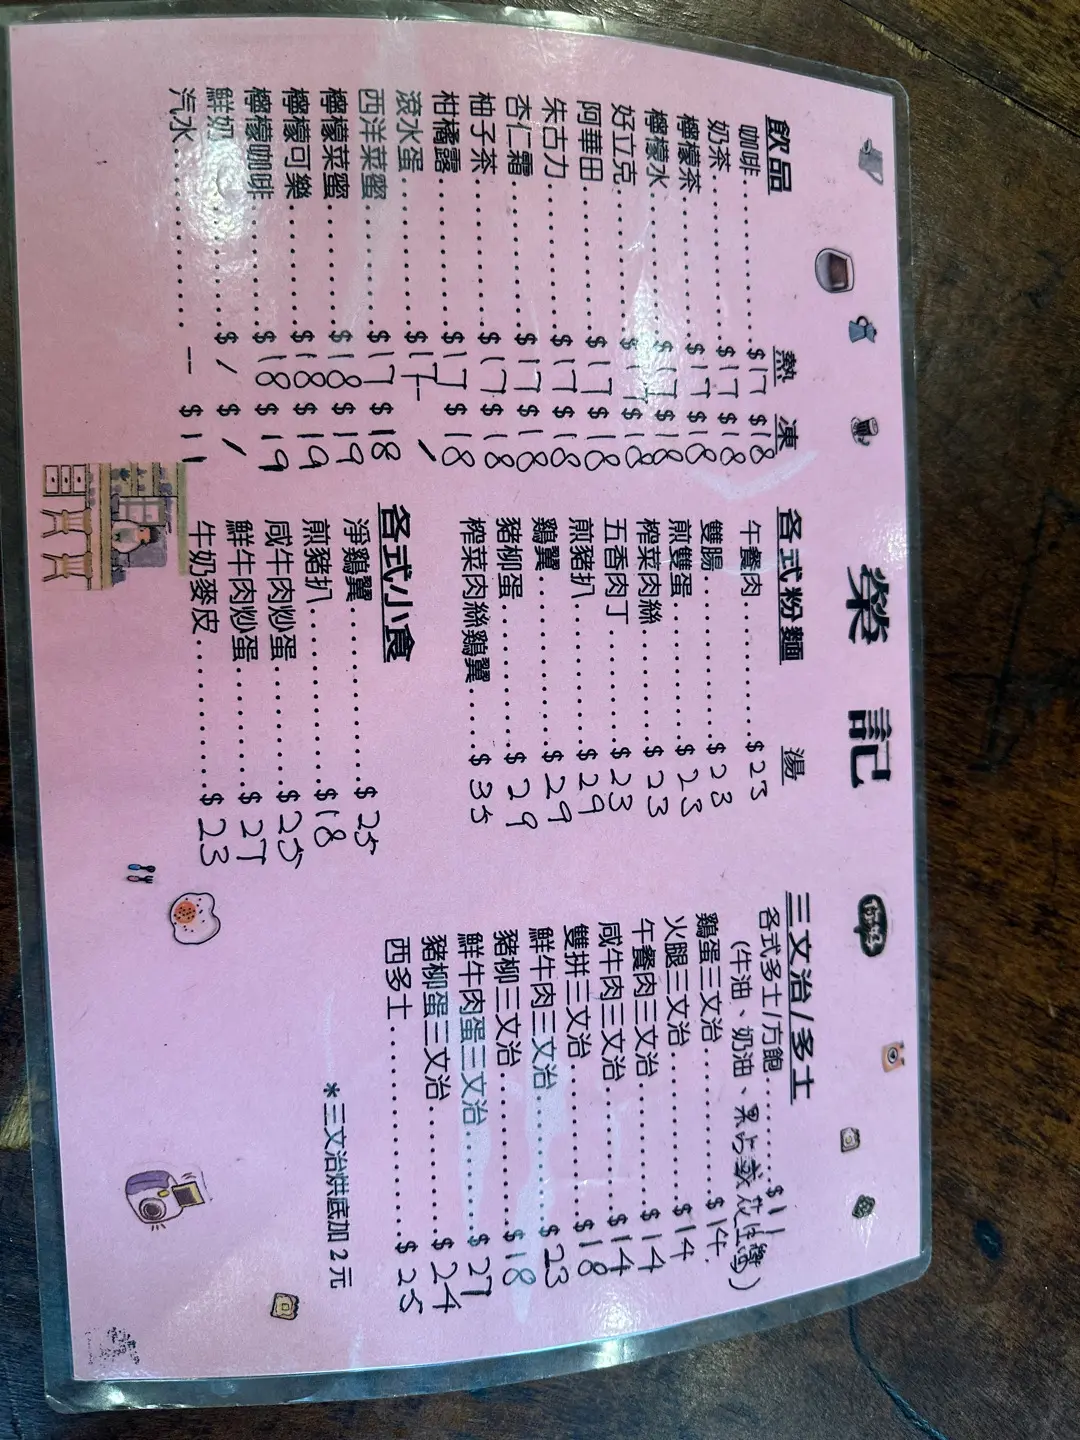 榮記
飲品 熱 凍
咖啡 $17 $18
奶茶 $17 $18
檸檬茶 $17 $18
檸檬水 $17 $18
好立克 $17 $18
阿華田 $17 $18
朱古力 $17 $18
杏仁霜 $17 $18
柚子茶 $17 $18
柑橘露 $17 $18
滾水蛋 $17 /
西洋菜蜜 $17 $18
檸檬菜蜜 $18 $19
檸檬可樂 $18 $19
檸檬咖啡 $18 $19
鮮奶 $ / $ /
汽水 -- $11
各式粉麵 湯
午餐肉 $23
雙腸 $23
煎雙蛋 $23
榨菜肉絲 $23
五香肉丁 $23
煎豬扒 $29
鷄翼 $29
豬柳蛋 $29
榨菜肉絲鷄翼 $35
各式小食
淨鷄翼 $25
煎豬扒 $18
咸牛肉炒蛋 $25
鮮牛肉炒蛋 $27
牛奶麥皮 $23
三文治/多士
各式多士/方飽 $11
(牛油、奶油、果占或花生醬)
鷄蛋三文治 $14
火腿三文治 $14
午餐肉三文治 $14
咸牛肉三文治 $14
雙拼三文治 $18
鮮牛肉三文治 $23
豬柳三文治 $18
鮮牛肉蛋三文治 $27
豬柳蛋三文治 $24
西多士 $25
*三文治烘底加2元